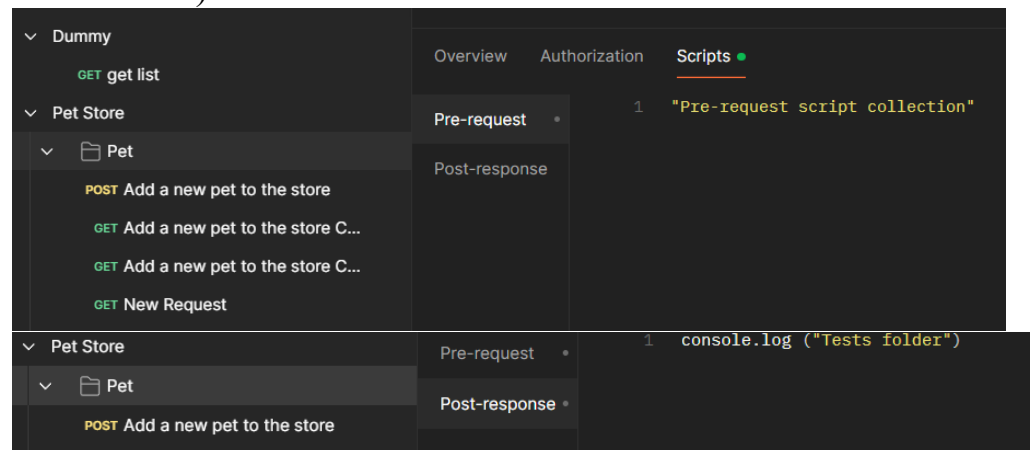 Dummy
GET get list
Pet Store
Pet
POST Add a new pet to the store
GET Add a new pet to the store C...
GET Add a new pet to the store C...
GET New Request
Overview Authorization Scripts
Pre-request
Post-response
1 "Pre-request script collection"
Pet Store
Pet
POST Add a new pet to the store
Pre-request
Post-response
1 console.log ("Tests folder")